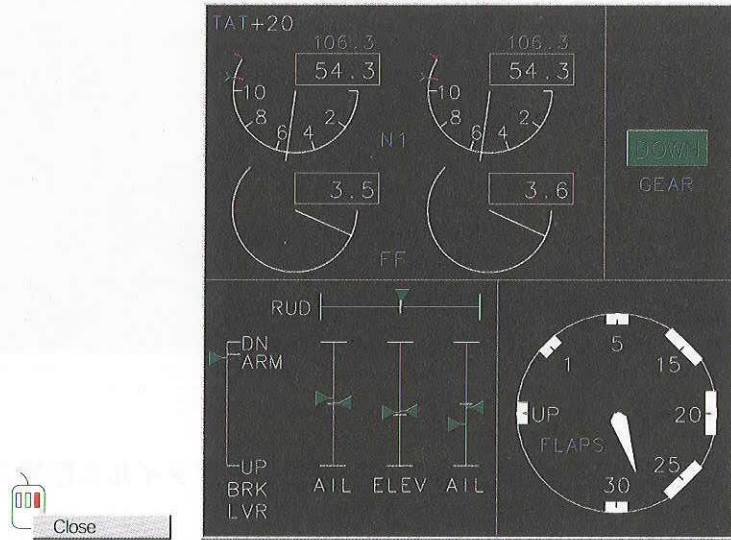 TAT+20
106.3 106.3
54.3 54.3
10 8 6 4 2
10 8 6 4 2
N1
3.5 3.6
FF
DOWN
GEAR
RUD
DN
ARM
UP
BRK
LVR
AIL ELEV AIL
UP 1 5 15 20 25 30
FLAPS
Close